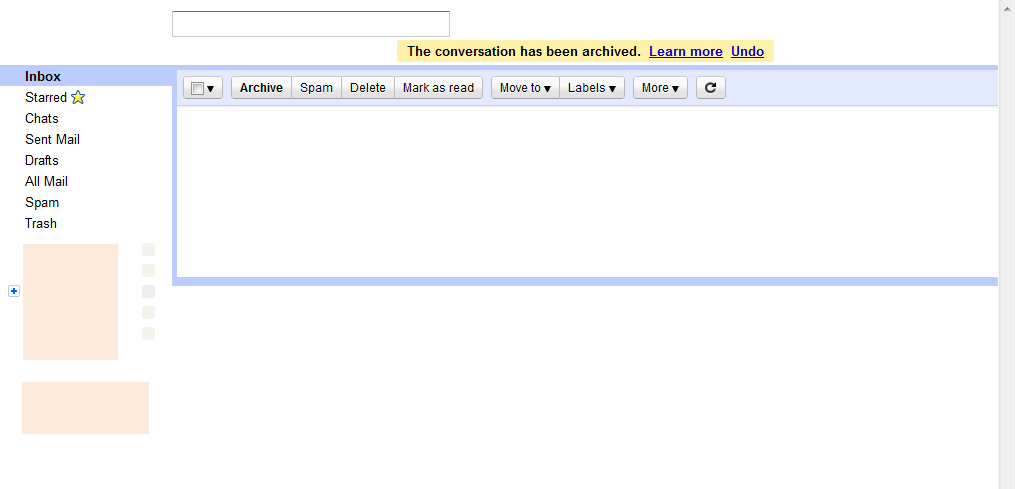 The conversation has been archived. Learn more Undo
Inbox
Archive Spam Delete Mark as read Move to Labels More
Starred
Chats
Sent Mail
Drafts
All Mail
Spam
Trash